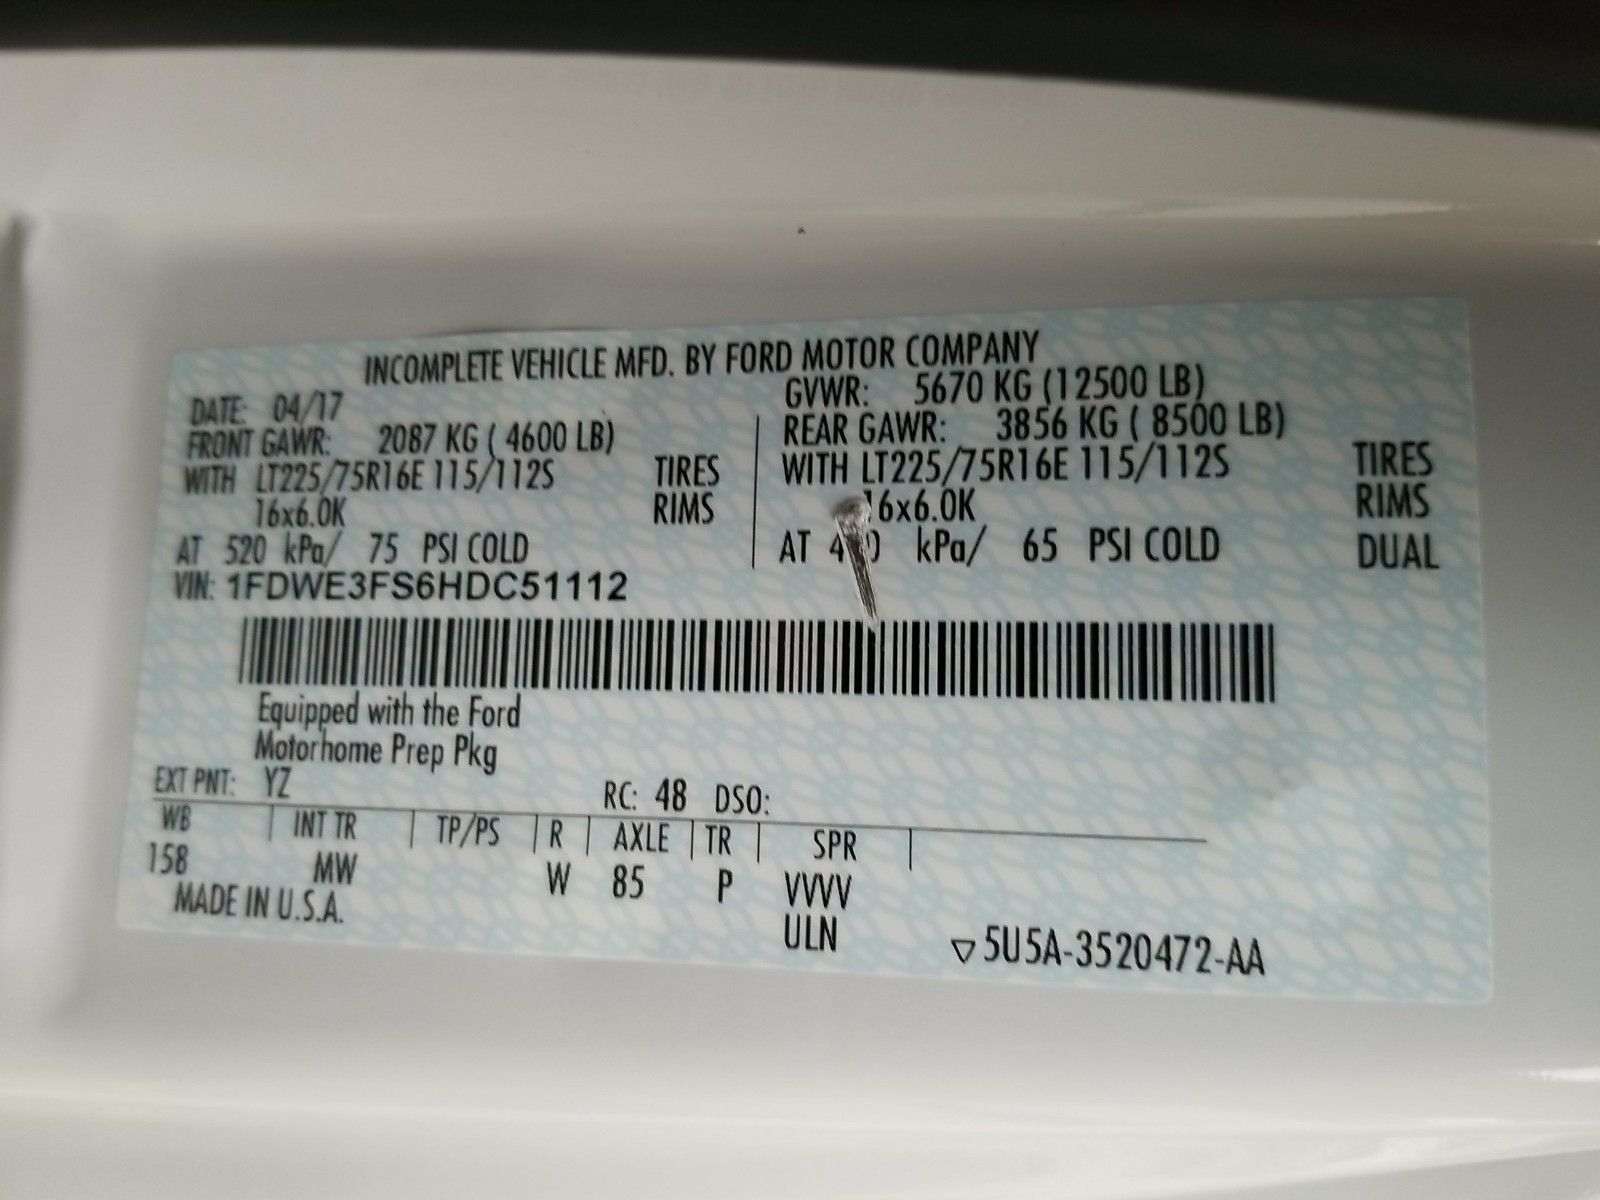 INCOMPLETE VEHICLE MFD. BY FORD MOTOR COMPANY
DATE: 04/17 GVWR: 5670 KG (12500 LB)
FRONT GAWR: 2087 KG ( 4600 LB) REAR GAWR: 3856 KG ( 8500 LB)
WITH LT225/75R16E 115/112S TIRES WITH LT225/75R16E 115/112S TIRES
16x6.0K RIMS 16x6.0K RIMS
AT 520 kPa/ 75 PSI COLD AT kPa/ 65 PSI COLD DUAL
VIN: 1FDWE3FS6HDC51112
Equipped with the Ford
Motorhome Prep Pkg
EXT PNT: YZ RC: 48 DSO:
WB INT TR TP/PS R AXLE TR SPR
158 MW W 85 P VVVV
MADE IN U.S.A. ULN
▽5U5A-3520472-AA